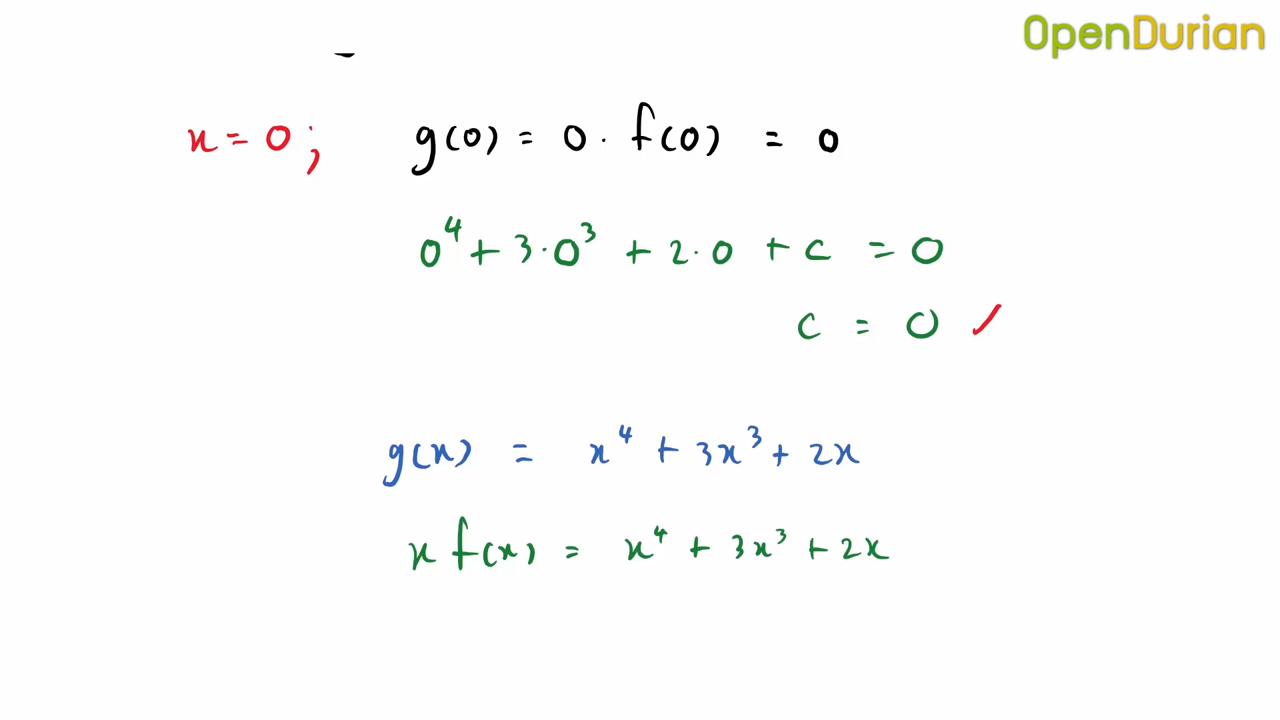 OpenDurian
x = 0 ; g(0) = 0 · f(0) = 0
0⁴ + 3·0³ + 2·0 + c = 0
c = 0 ✓
g(x) = x⁴ + 3x³ + 2x
x f(x) = x⁴ + 3x³ + 2x